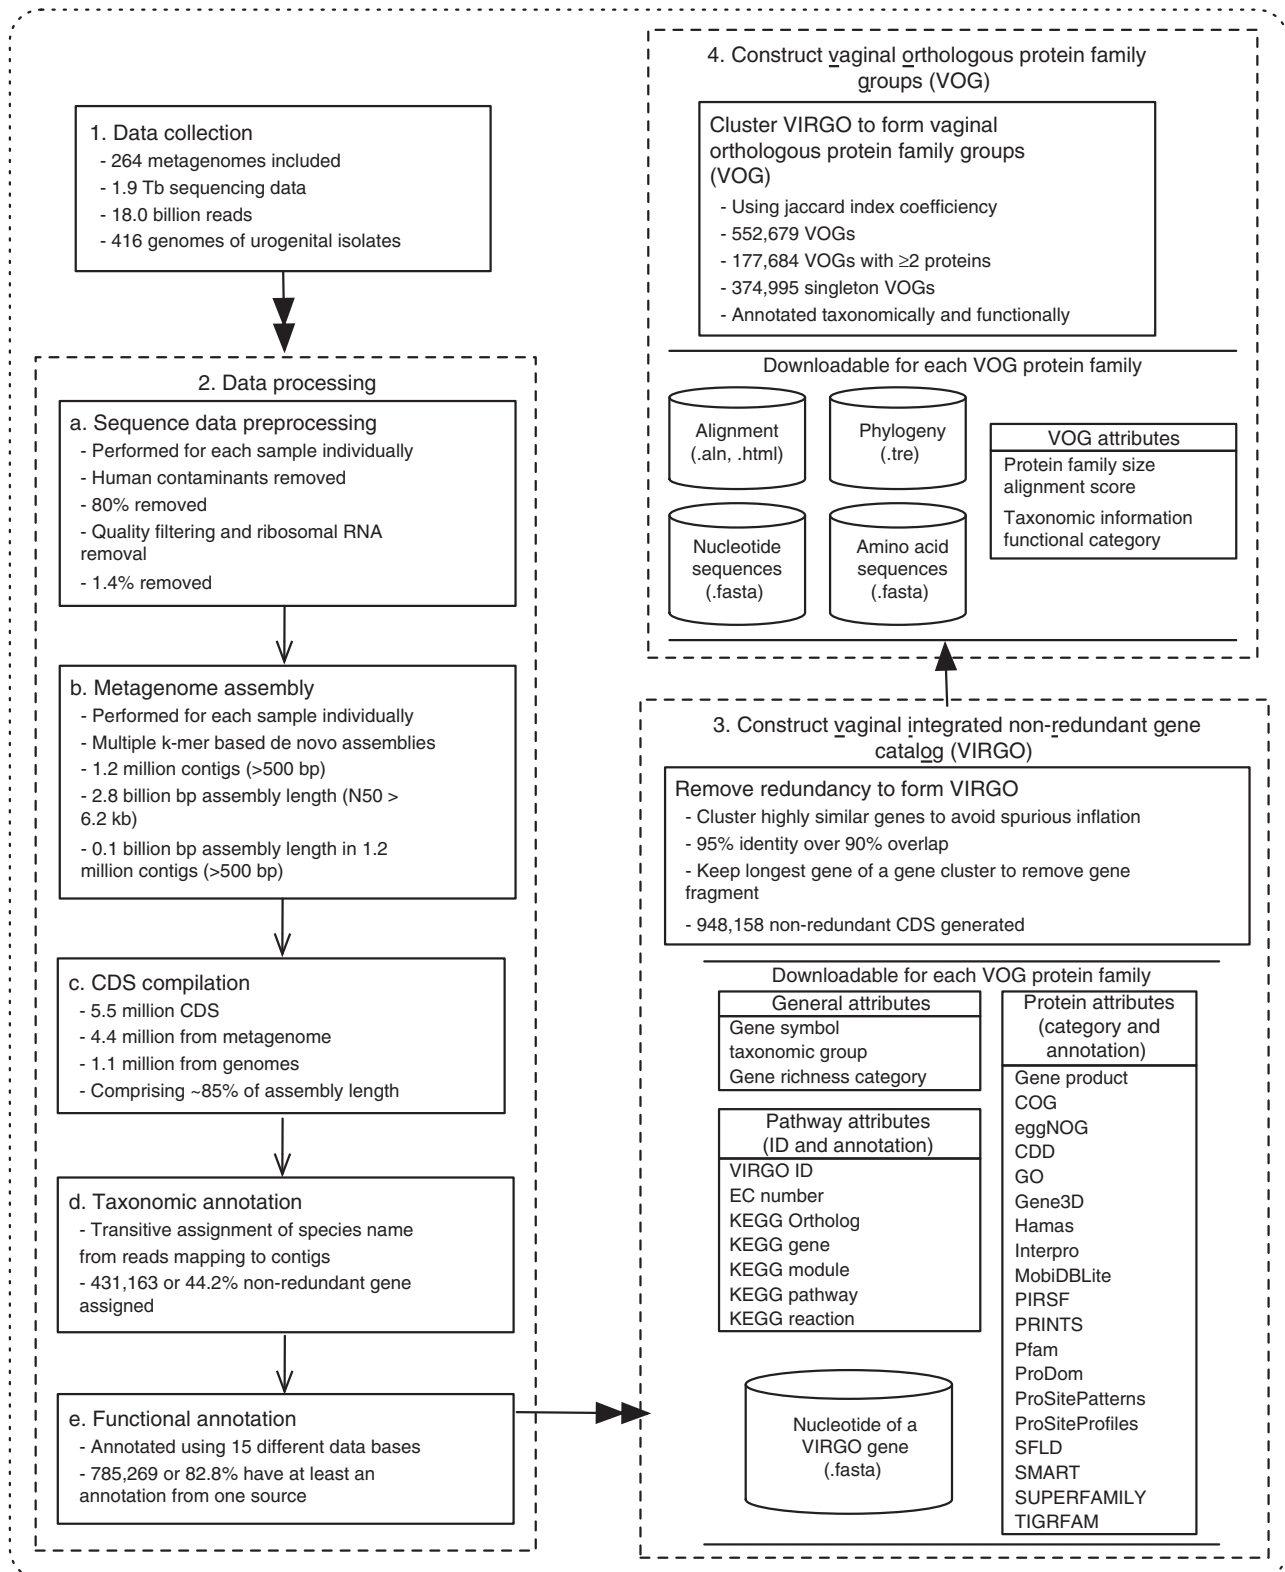 1. Data collection
- 264 metagenomes included
- 1.9 Tb sequencing data
- 18.0 billion reads
- 416 genomes of urogenital isolates
2. Data processing
a. Sequence data preprocessing
- Performed for each sample individually
- Human contaminants removed
- 80% removed
- Quality filtering and ribosomal RNA
removal
- 1.4% removed
b. Metagenome assembly
- Performed for each sample individually
- Multiple k-mer based de novo assemblies
- 1.2 million contigs (>500 bp)
- 2.8 billion bp assembly length (N50 >
6.2 kb)
- 0.1 billion bp assembly length in 1.2
million contigs (>500 bp)
c. CDS compilation
- 5.5 million CDS
- 4.4 million from metagenome
- 1.1 million from genomes
- Comprising ~85% of assembly length
d. Taxonomic annotation
- Transitive assignment of species name
from reads mapping to contigs
- 431,163 or 44.2% non-redundant gene
assigned
e. Functional annotation
- Annotated using 15 different data bases
- 785,269 or 82.8% have at least an
annotation from one source
3. Construct vaginal integrated non-redundant gene
catalog (VIRGO)
Remove redundancy to form VIRGO
- Cluster highly similar genes to avoid spurious inflation
- 95% identity over 90% overlap
- Keep longest gene of a gene cluster to remove gene
fragment
- 948,158 non-redundant CDS generated
Downloadable for each VOG protein family
General attributes
Gene symbol
taxonomic group
Gene richness category
Pathway attributes
(ID and annotation)
VIRGO ID
EC number
KEGG Ortholog
KEGG gene
KEGG module
KEGG pathway
KEGG reaction
Nucleotide of a
VIRGO gene
(.fasta)
Protein attributes
(category and
annotation)
Gene product
COG
eggNOG
CDD
GO
Gene3D
Hamas
Interpro
MobiDBLite
PIRSF
PRINTS
Pfam
ProDom
ProSitePatterns
ProSiteProfiles
SFLD
SMART
SUPERFAMILY
TIGRFAM
4. Construct vaginal orthologous protein family
groups (VOG)
Cluster VIRGO to form vaginal
orthologous protein family groups
(VOG)
- Using jaccard index coefficiency
- 552,679 VOGs
- 177,684 VOGs with ≥2 proteins
- 374,995 singleton VOGs
- Annotated taxonomically and functionally
Downloadable for each VOG protein family
Alignment
(.aln, .html)
Phylogeny
(.tre)
Nucleotide
sequences
(.fasta)
Amino acid
sequences
(.fasta)
VOG attributes
Protein family size
alignment score
Taxonomic information
functional category